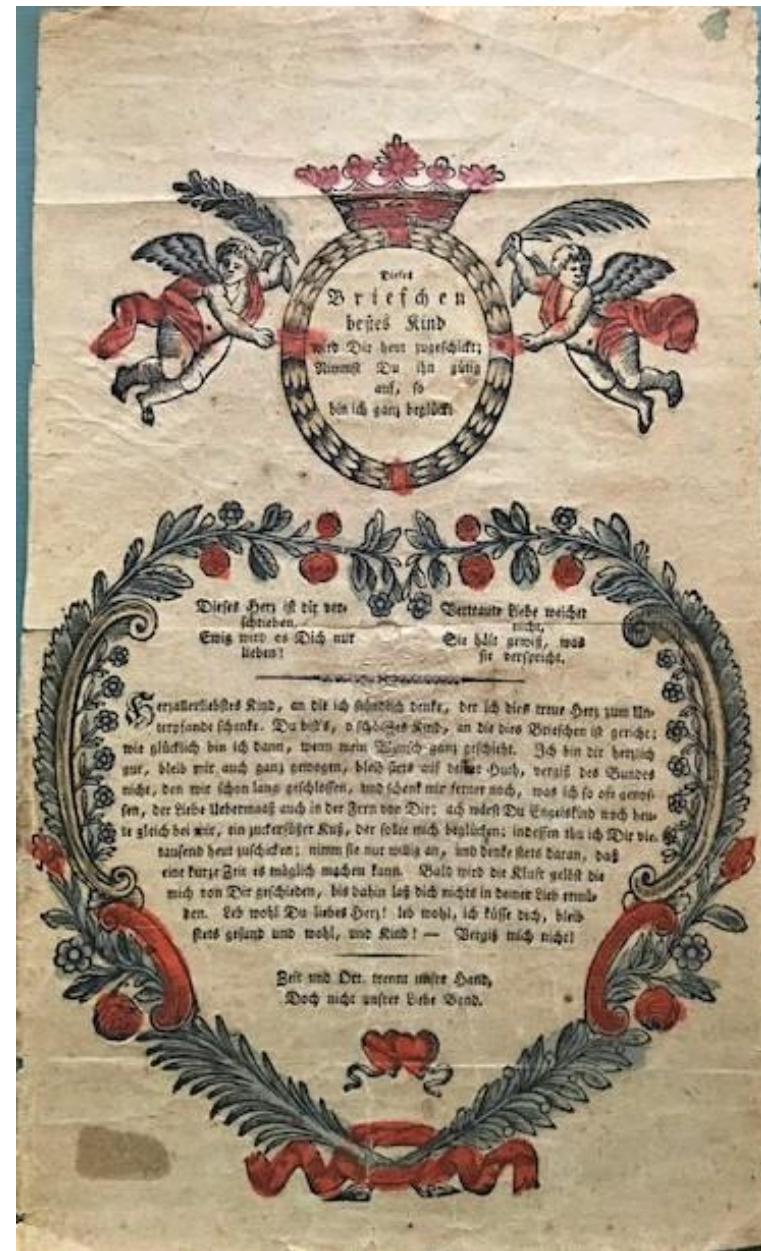 Dieses
Briefchen
bestes Kind
wird Dir heut zugeschickt;
Nimmst Du ihn gütig
auf, so
bin ich ganz beglückt
Dieses Herz ist dir ver-
schrieben,
Ewig wird es Dich nur
lieben!
Vertraute Liebe weichet
nicht,
Sie hält gewiß, was
sie verspricht.
Herzallerliebstes Kind, an die ich stündlich denke, der ich dies treue Herz zum Un-
terpfande schenke. Du bist's, o schönstes Kind, an die dies Briefchen ist gericht;
wie glücklich bin ich dann, wenn mein Wunsch ganz geschieht. Ich bin dir herzlich
gut, bleib mir auch ganz gewogen, bleib stets auf deiner Huth, vergiß des Bundes
nicht, den wir schon lang geschlossen, und schenk mir ferner noch, was ich so oft genos-
sen, der Liebe Uebermaaß auch in der Fern von Dir; ach wärst Du Engelskind noch heu-
te gleich bei mir, ein zuckersüßer Kuß, der sollte mich beglücken; indessen thu ich Dir viel
tausend heut zuschicken; nimm sie nur willig an, und denke stets daran, daß
eine kurze Zeit es möglich machen kann. Bald wird die Kluft gelößt die
mich von Dir geschieden, bis dahin laß dich nichts in deiner Lieb ermü-
den. Leb wohl Du liebes Herz! leb wohl, ich küsse dich, bleib
stets gesund und wohl, und Kind! — Vergiß mich nicht!
Zeit und Ort, trennt unsre Hand,
Doch nicht unsrer Liebe Band.